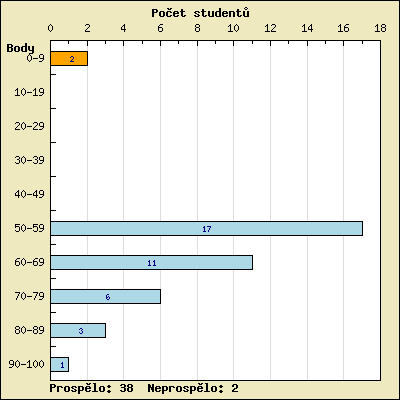 Počet studentů
0 2 4 6 8 10 12 14 16 18
Body
0-9 2
10-19
20-29
30-39
40-49
50-59 17
60-69 11
70-79 6
80-89 3
90-100 1
Prospělo: 38 Neprospělo: 2